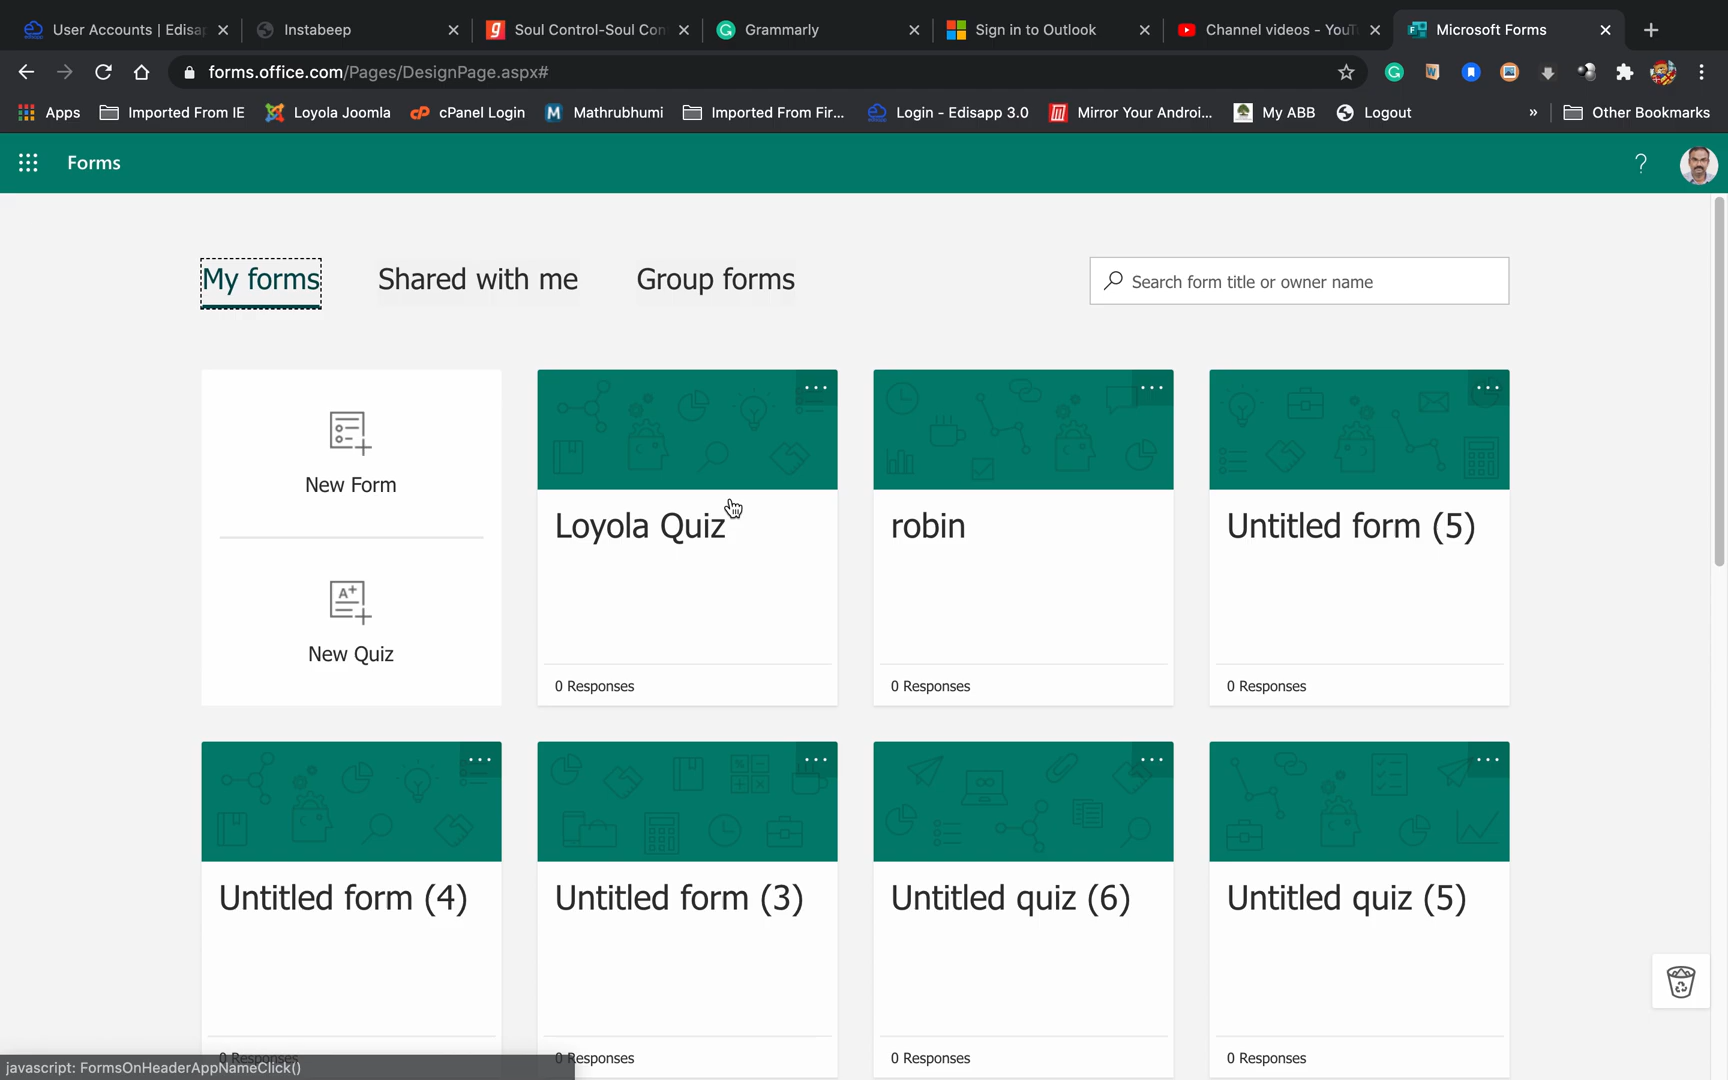 User Accounts | Edisap
Instabeep
Soul Control-Soul Con
Grammarly
Sign in to Outlook
Channel videos - YouTu
Microsoft Forms
forms.office.com/Pages/DesignPage.aspx#
Apps
Imported From IE
Loyola Joomla
cPanel Login
Mathrubhumi
Imported From Fir...
Login - Edisapp 3.0
Mirror Your Androi...
My ABB
Logout
»
Other Bookmarks
Forms
?
My forms
Shared with me
Group forms
Search form title or owner name
New Form
A+
New Quiz
Loyola Quiz
0 Responses
robin
0 Responses
Untitled form (5)
0 Responses
Untitled form (4)
0 Responses
Untitled form (3)
0 Responses
Untitled quiz (6)
0 Responses
Untitled quiz (5)
0 Responses
javascript: FormsOnHeaderAppNameClick()